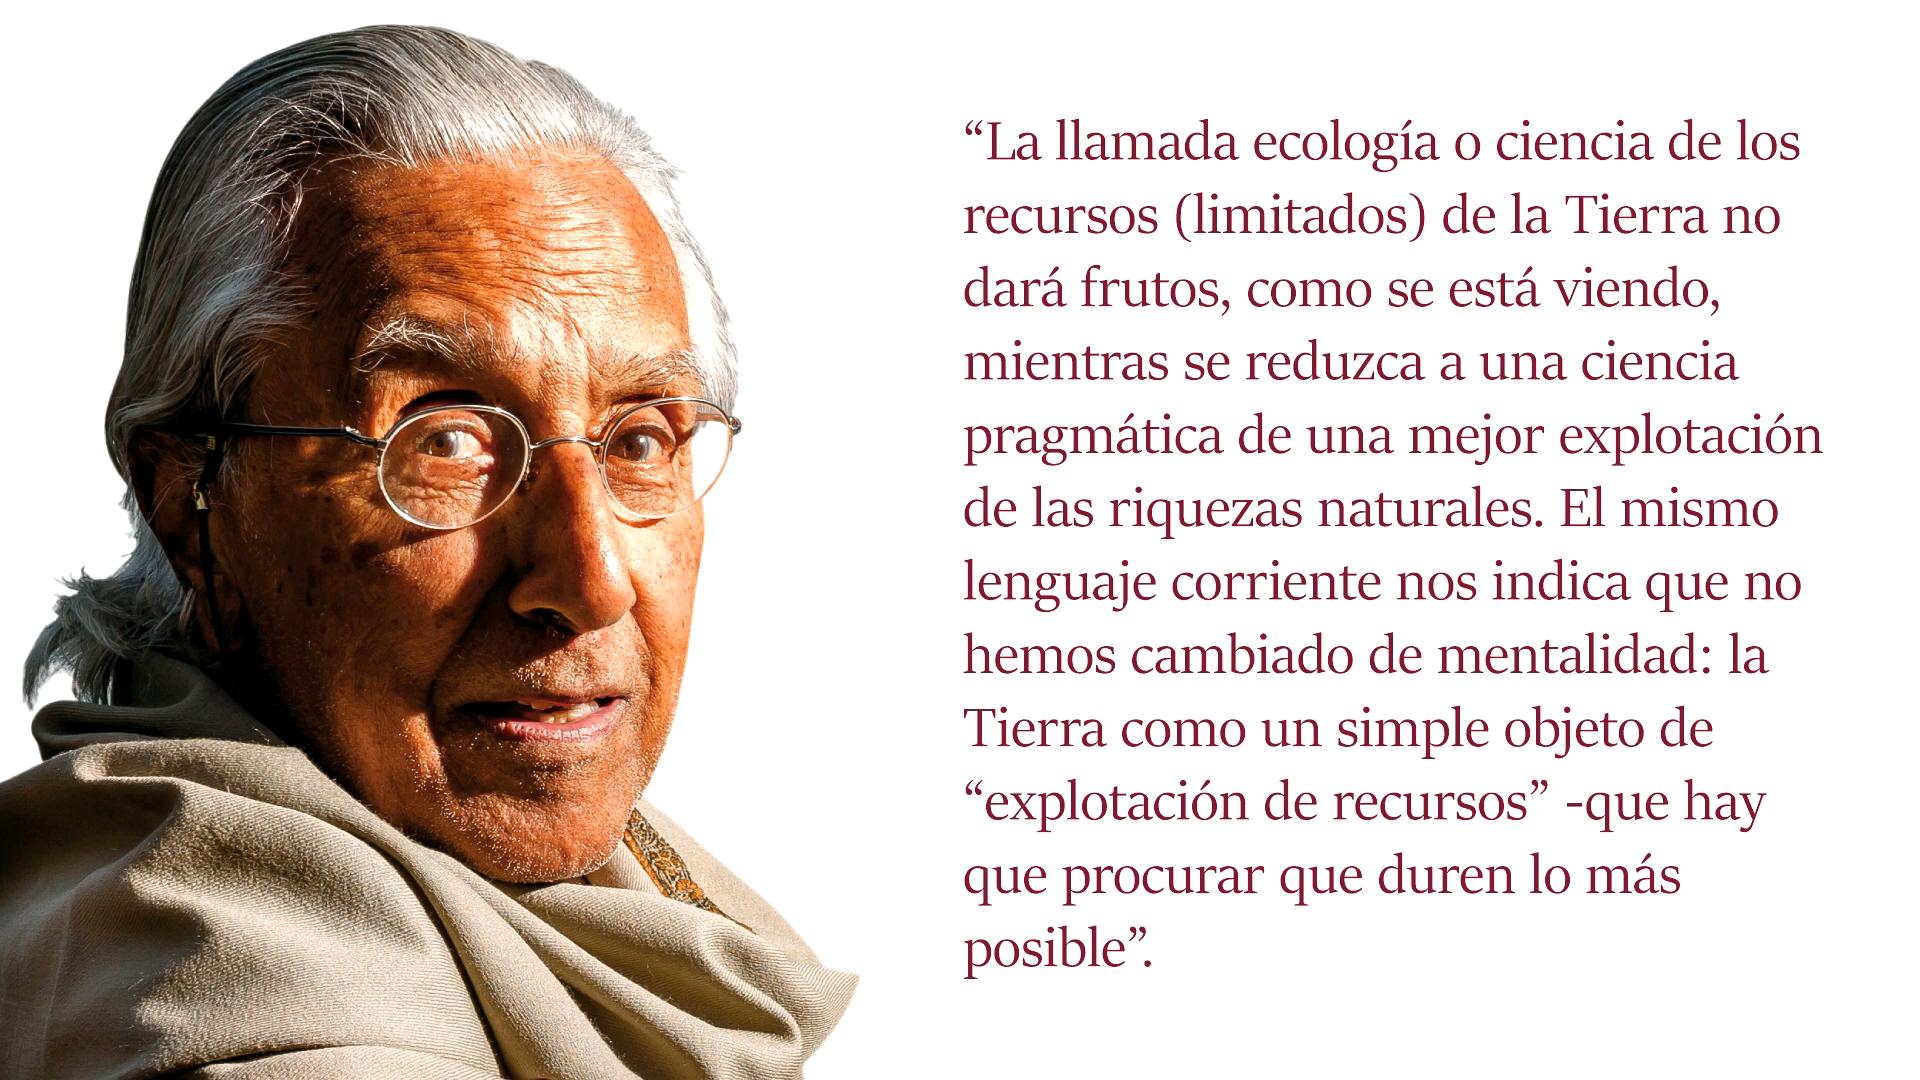 “La llamada ecología o ciencia de los
recursos (limitados) de la Tierra no
dará frutos, como se está viendo,
mientras se reduzca a una ciencia
pragmática de una mejor explotación
de las riquezas naturales. El mismo
lenguaje corriente nos indica que no
hemos cambiado de mentalidad: la
Tierra como un simple objeto de
“explotación de recursos” -que hay
que procurar que duren lo más
posible”.